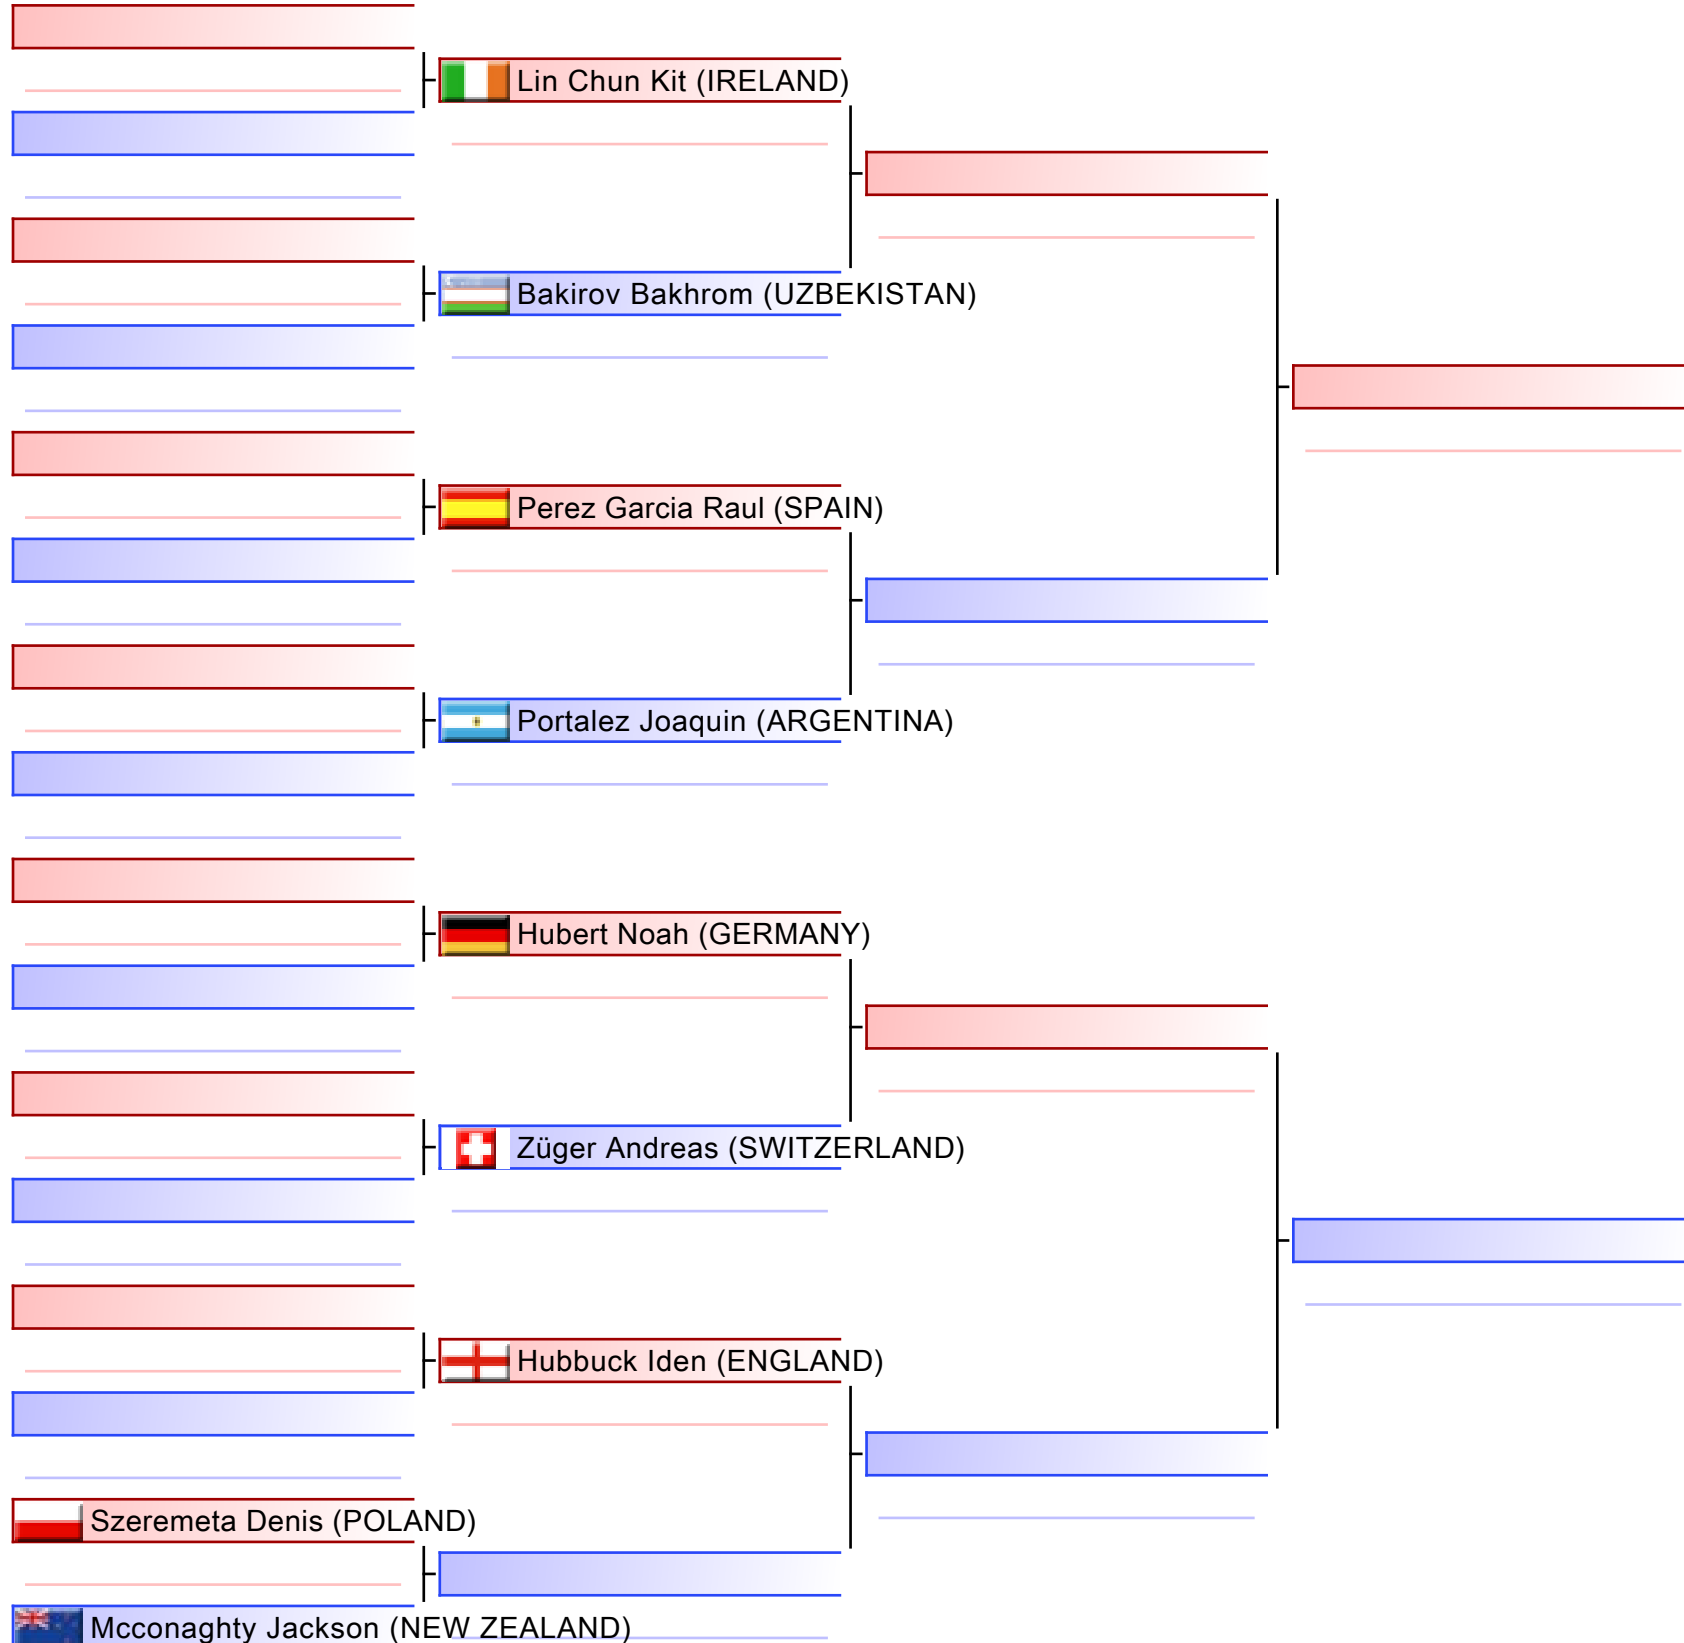 Lin Chun Kit (IRELAND)
Bakirov Bakhrom (UZBEKISTAN)
Perez Garcia Raul (SPAIN)
Portalez Joaquin (ARGENTINA)
Hubert Noah (GERMANY)
Züger Andreas (SWITZERLAND)
Hubbuck Iden (ENGLAND)
Szeremeta Denis (POLAND)
Mcconaghty Jackson (NEW ZEALAND)